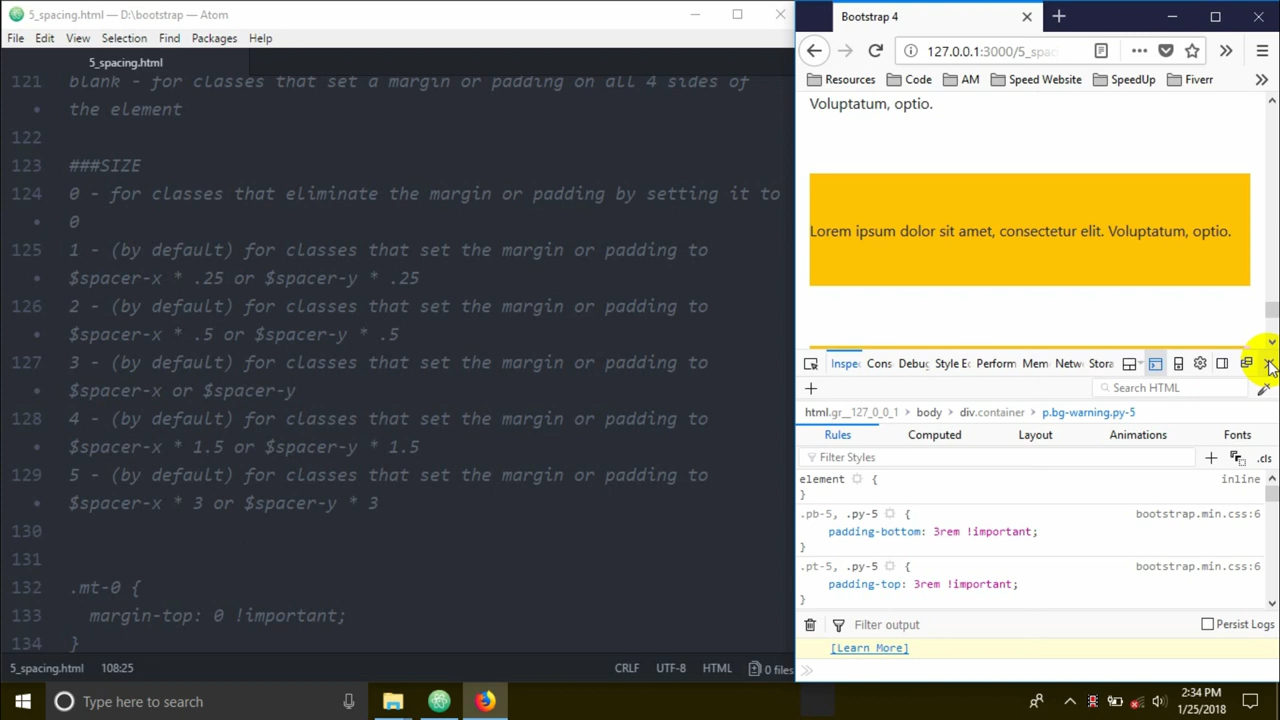 5_spacing.html — D:\bootstrap — Atom
File Edit View Selection Find Packages Help
5_spacing.html
121 blank - for classes that set a margin or padding on all 4 sides of
• the element
122
123 ###SIZE
124 0 - for classes that eliminate the margin or padding by setting it to
• 0
125 1 - (by default) for classes that set the margin or padding to
• $spacer-x * .25 or $spacer-y * .25
126 2 - (by default) for classes that set the margin or padding to
• $spacer-x * .5 or $spacer-y * .5
127 3 - (by default) for classes that set the margin or padding to
• $spacer-x or $spacer-y
128 4 - (by default) for classes that set the margin or padding to
• $spacer-x * 1.5 or $spacer-y * 1.5
129 5 - (by default) for classes that set the margin or padding to
• $spacer-x * 3 or $spacer-y * 3
130
131
132 .mt-0 {
133 margin-top: 0 !important;
134 }
5_spacing.html 108:25 CRLF UTF-8 HTML 0 files
Bootstrap 4
127.0.0.1:3000/5_spac
Resources Code AM Speed Website SpeedUp Fiverr
Voluptatum, optio.
Lorem ipsum dolor sit amet, consectetur elit. Voluptatum, optio.
Inspec Cons Debug Style E Perform Mem Netw Stora
Search HTML
html.gr__127_0_0_1 › body › div.container › p.bg-warning.py-5
Rules Computed Layout Animations Fonts
Filter Styles + .cls
element { inline
}
.pb-5, .py-5 { bootstrap.min.css:6
padding-bottom: 3rem !important;
}
.pt-5, .py-5 { bootstrap.min.css:6
padding-top: 3rem !important;
}
Filter output Persist Logs
[Learn More]
Type here to search
2:34 PM
1/25/2018